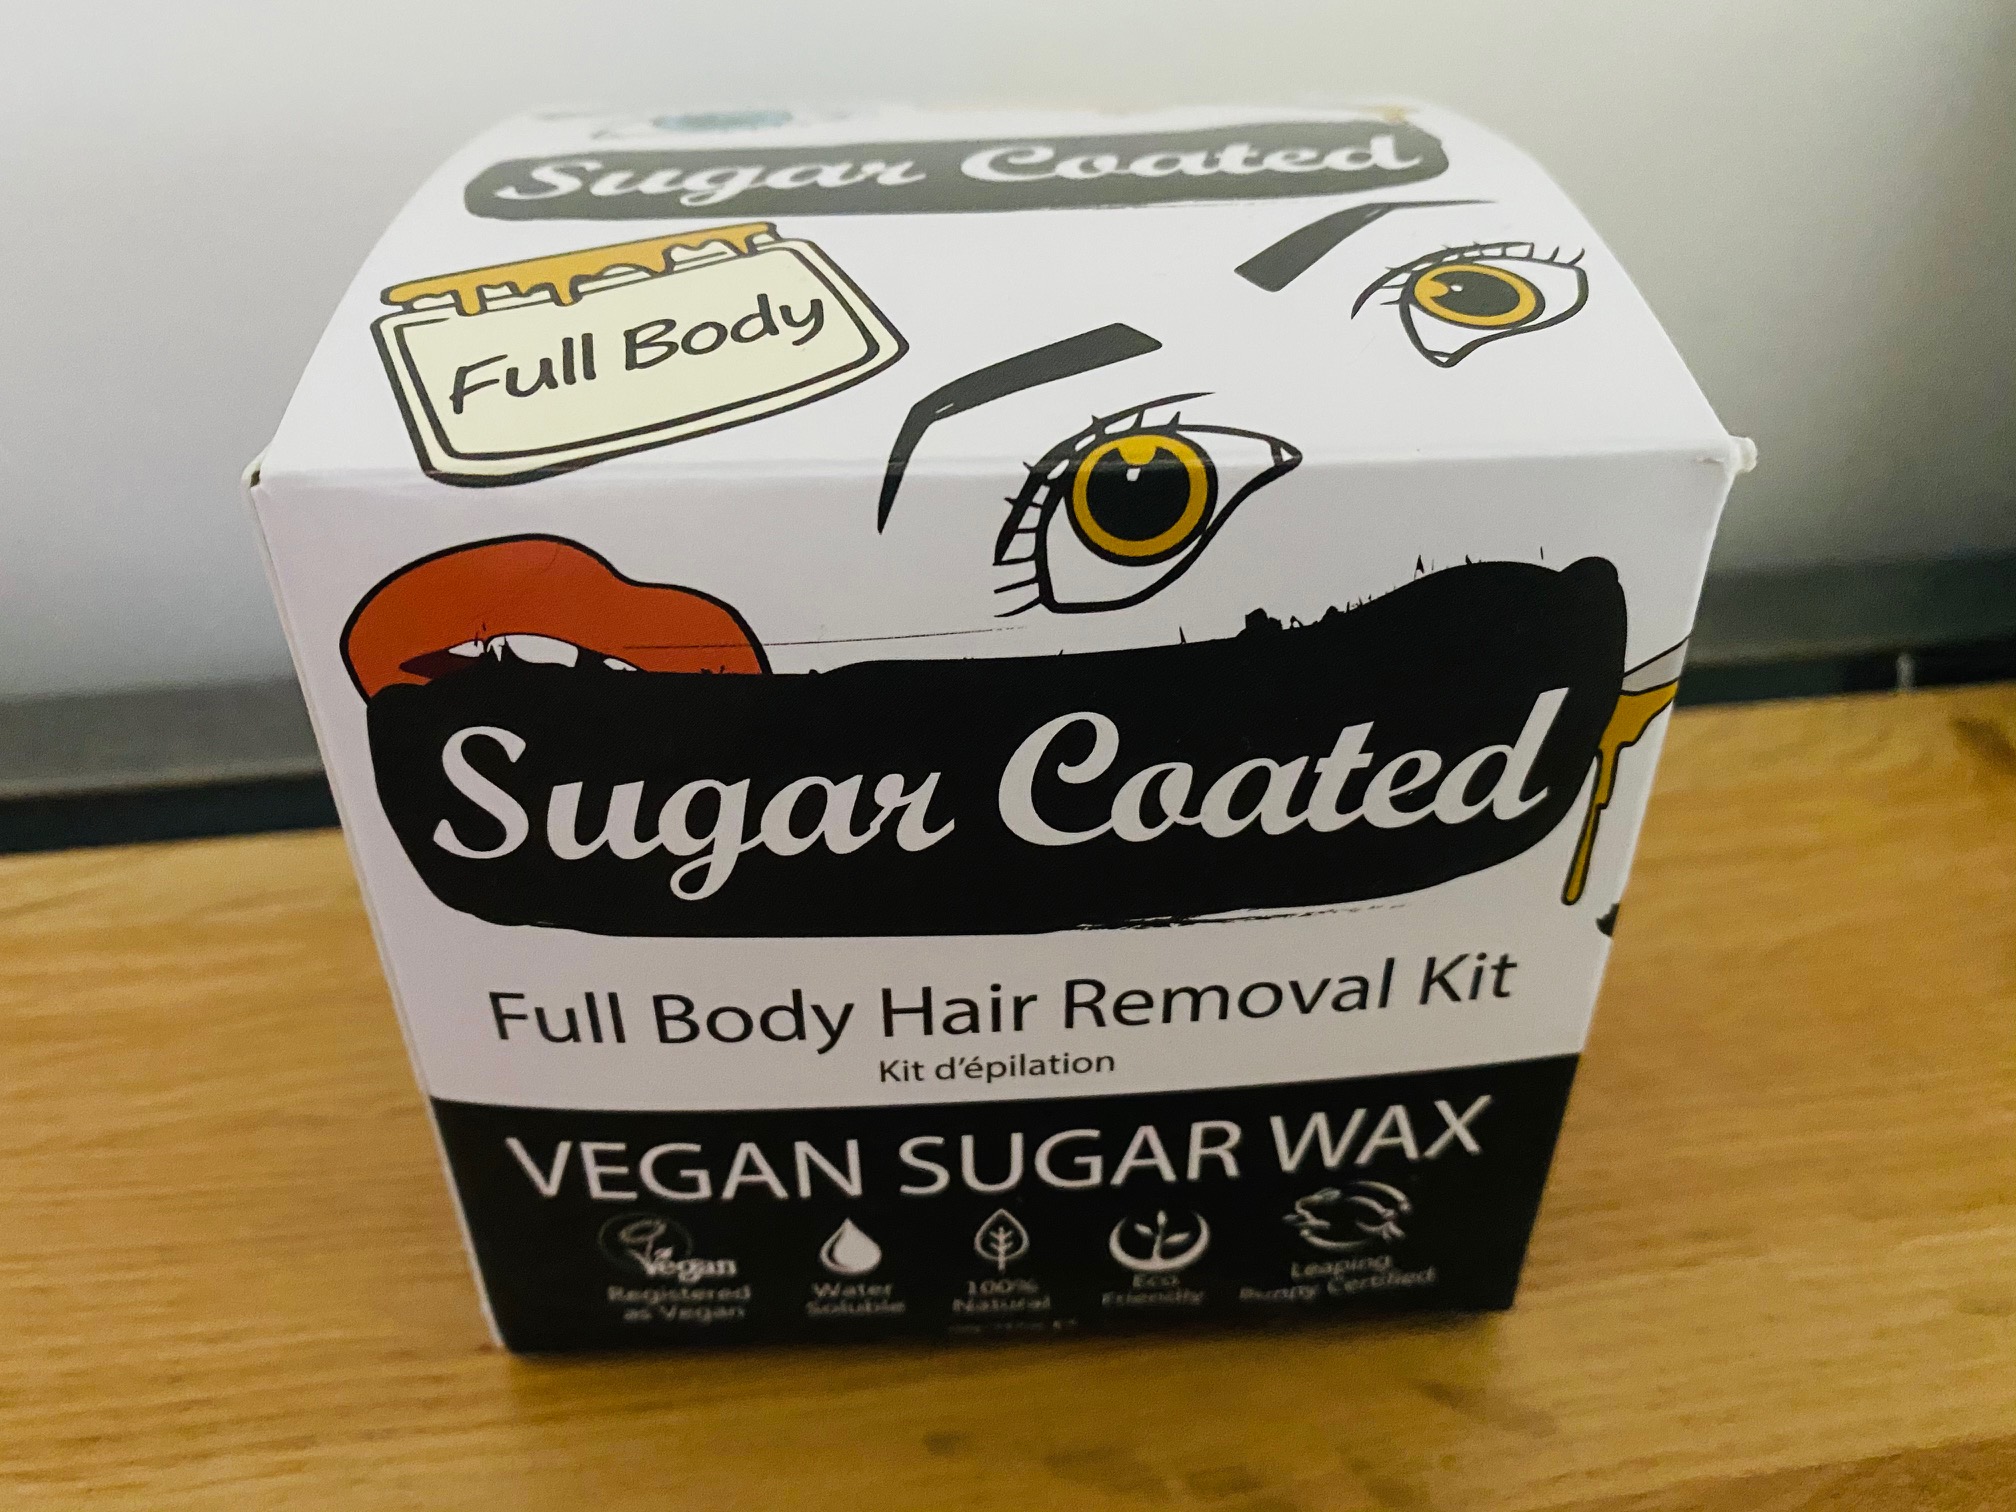 Sugar Coated
Full Body
Sugar Coated
Full Body Hair Removal Kit
Kit d'épilation
VEGAN SUGAR WAX
Vegan
Registered
as Vegan
Water
Soluble
100%
Natural
Eco
Friendly
Leaping
Bunny Certified